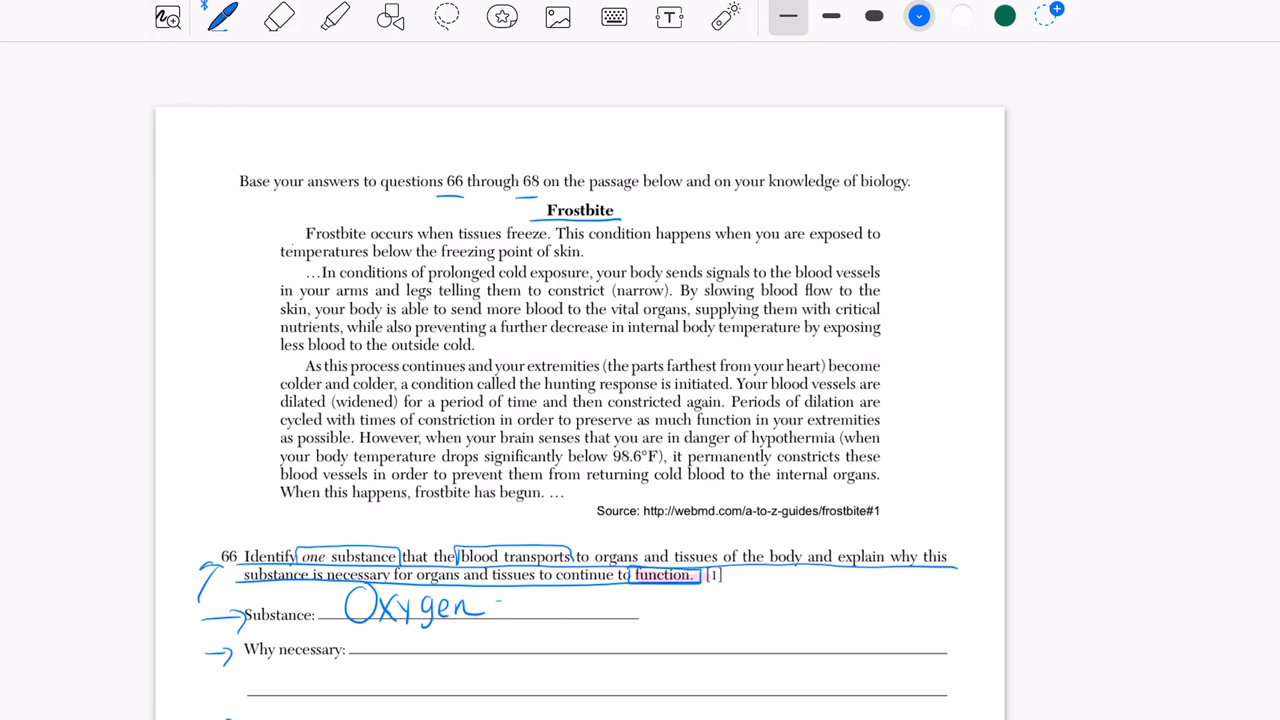 Base your answers to questions 66 through 68 on the passage below and on your knowledge of biology.
Frostbite
Frostbite occurs when tissues freeze. This condition happens when you are exposed to
temperatures below the freezing point of skin.
…In conditions of prolonged cold exposure, your body sends signals to the blood vessels
in your arms and legs telling them to constrict (narrow). By slowing blood flow to the
skin, your body is able to send more blood to the vital organs, supplying them with critical
nutrients, while also preventing a further decrease in internal body temperature by exposing
less blood to the outside cold.
As this process continues and your extremities (the parts farthest from your heart) become
colder and colder, a condition called the hunting response is initiated. Your blood vessels are
dilated (widened) for a period of time and then constricted again. Periods of dilation are
cycled with times of constriction in order to preserve as much function in your extremities
as possible. However, when your brain senses that you are in danger of hypothermia (when
your body temperature drops significantly below 98.6°F), it permanently constricts these
blood vessels in order to prevent them from returning cold blood to the internal organs.
When this happens, frostbite has begun. …
Source: http://webmd.com/a-to-z-guides/frostbite#1
66 Identify one substance that the blood transports to organs and tissues of the body and explain why this
substance is necessary for organs and tissues to continue to function. [1]
Substance: Oxygen
Why necessary: